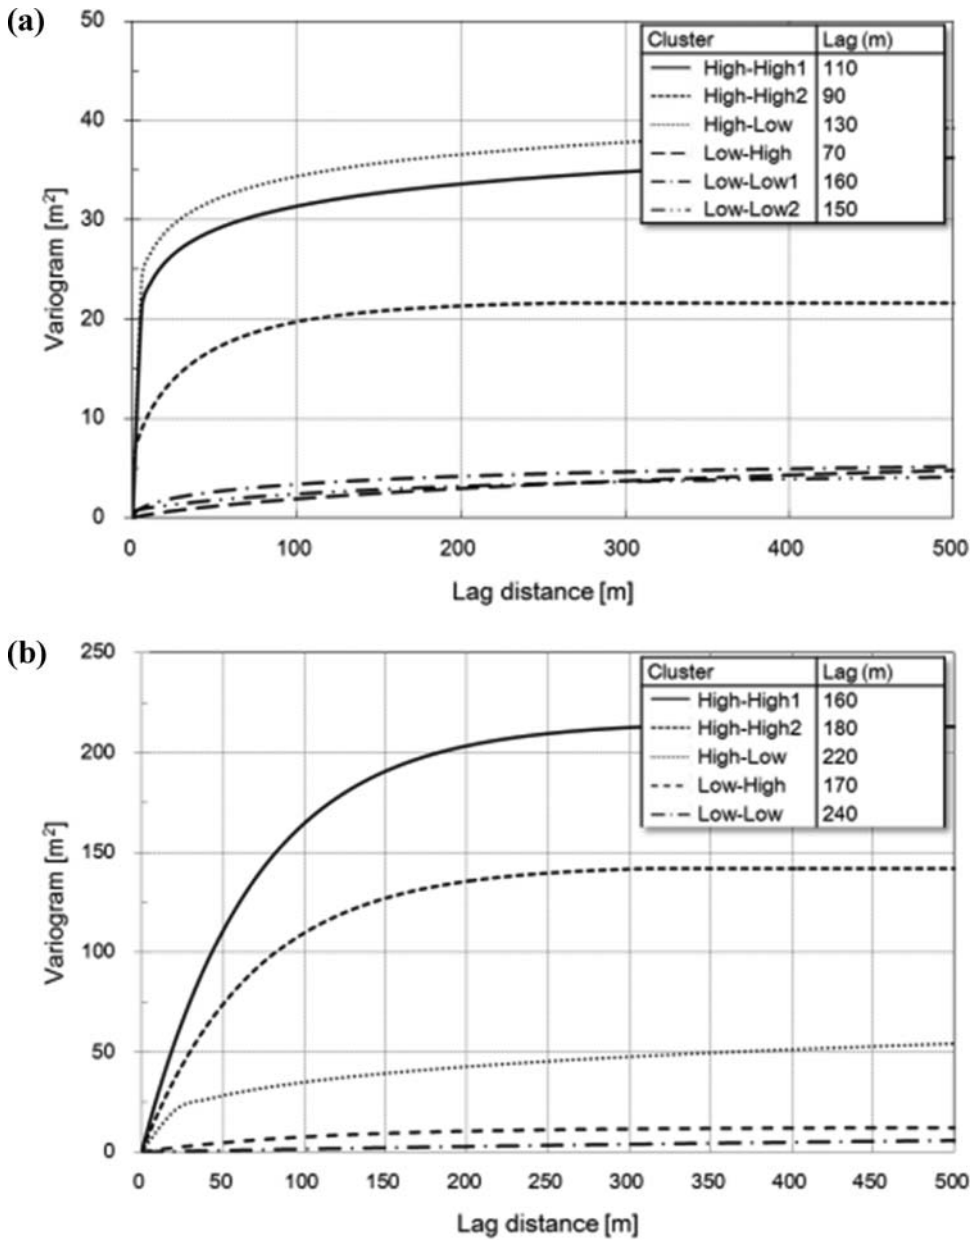 (a)
50
40
30
20
10
0
Variogram [m²]
0 100 200 300 400 500
Lag distance [m]
Cluster Lag (m)
High-High1 110
High-High2 90
High-Low 130
Low-High 70
Low-Low1 160
Low-Low2 150
(b)
250
200
150
100
50
0
Variogram [m²]
0 50 100 150 200 250 300 350 400 450 500
Lag distance [m]
Cluster Lag (m)
High-High1 160
High-High2 180
High-Low 220
Low-High 170
Low-Low 240